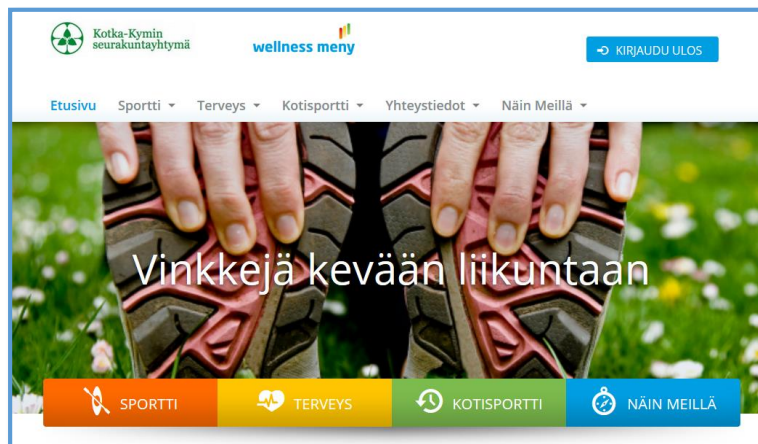 Kotka-Kymin
seurakuntayhtymä
wellness meny
KIRJAUDU ULOS
Etusivu Sportti Terveys Kotisportti Yhteystiedot Näin Meillä
Vinkkejä kevään liikuntaan
SPORTTI TERVEYS KOTISPORTTI NÄIN MEILLÄ